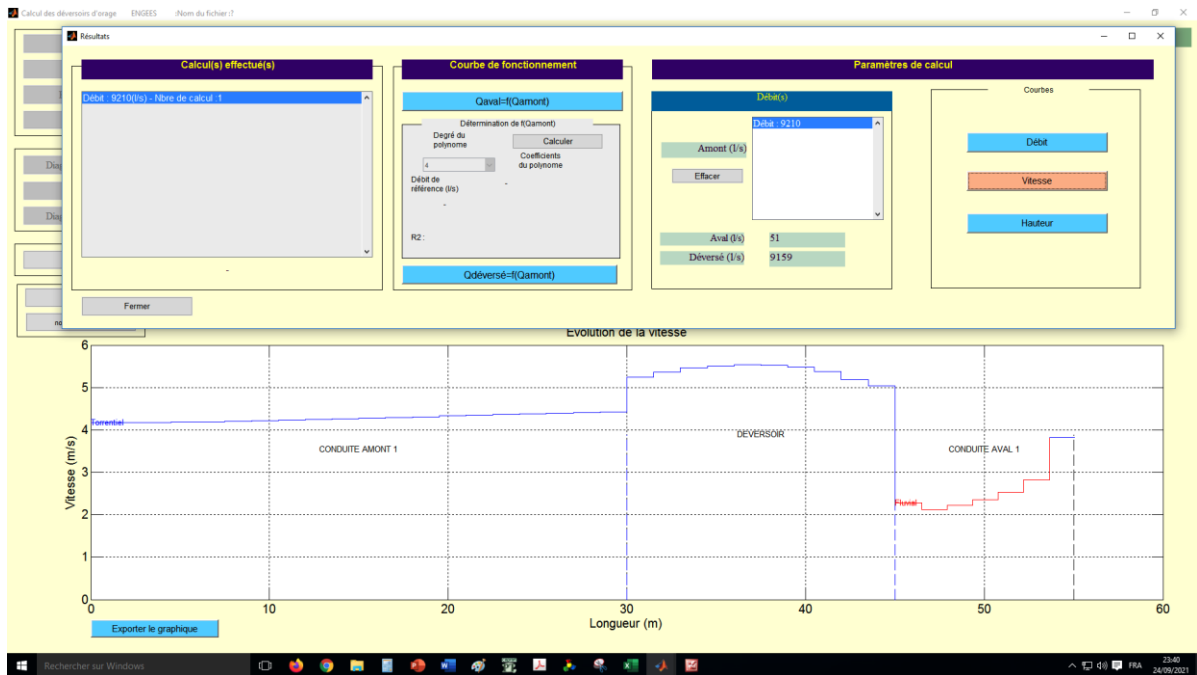 Calcul des déversoirs d'orage ENGEES :Nom du fichier :?
Résultats
Calcul(s) effectué(s)
Débit : 9210(l/s) - Nbre de calcul :1
-
Fermer
Courbe de fonctionnement
Qaval=f(Qamont)
Détermination de f(Qamont)
Degré du
polynome
Calculer
4
Coefficients
du polynome
Débit de
référence (l/s)
-
-
R2 :
Qdéversé=f(Qamont)
Paramètres de calcul
Débit(s)
Débit : 9210
Amont (l/s)
Effacer
Aval (l/s) 51
Déversé (l/s) 9159
Courbes
Débit
Vitesse
Hauteur
Diag
Diag
no
Evolution de la vitesse
6
5
4
3
2
1
0
Vitesse (m/s)
Torrentiel
CONDUITE AMONT 1
DEVERSOIR
CONDUITE AVAL 1
Fluvial
0 10 20 30 40 50 60
Longueur (m)
Exporter le graphique
Rechercher sur Windows
FRA
23:40
24/09/2021